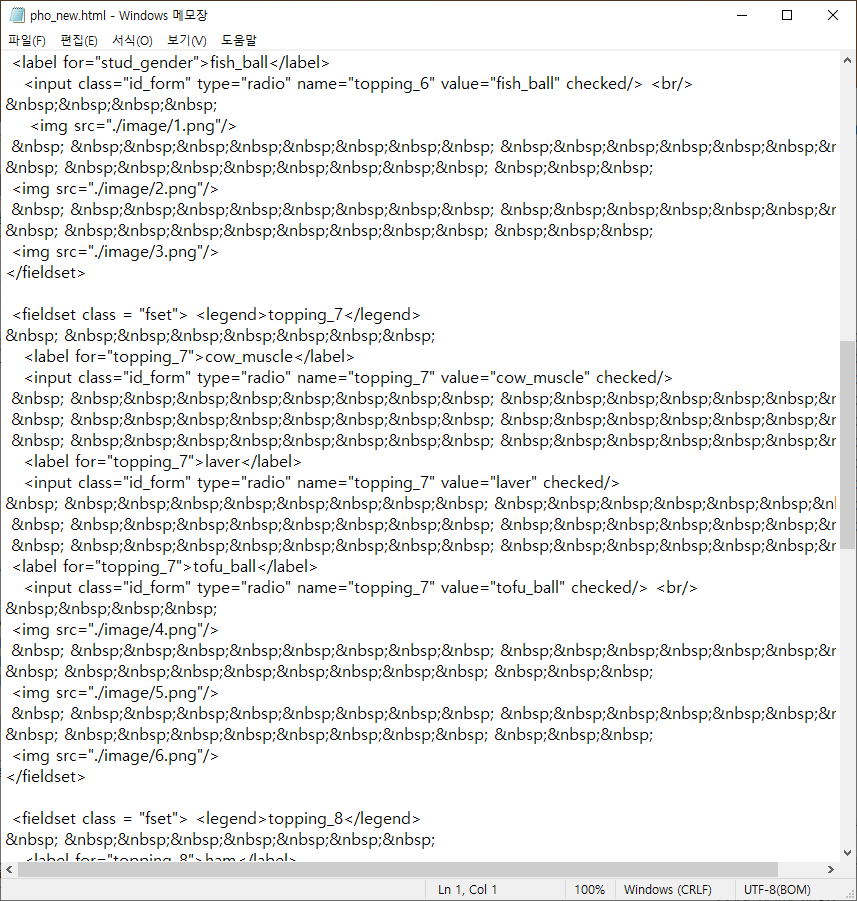 pho_new.html - Windows 메모장
파일(F) 편집(E) 서식(O) 보기(V) 도움말
<label for="stud_gender">fish_ball</label>
<input class="id_form" type="radio" name="topping_6" value="fish_ball" checked/> <br/>
&nbsp;&nbsp;&nbsp;&nbsp;
<img src="./image/1.png"/>
&nbsp; &nbsp;&nbsp;&nbsp;&nbsp;&nbsp;&nbsp;&nbsp;&nbsp; &nbsp;&nbsp;&nbsp;&nbsp;&nbsp;&nbsp;&r
&nbsp; &nbsp;&nbsp;&nbsp;&nbsp;&nbsp;&nbsp;&nbsp;&nbsp; &nbsp;&nbsp;&nbsp;
<img src="./image/2.png"/>
&nbsp; &nbsp;&nbsp;&nbsp;&nbsp;&nbsp;&nbsp;&nbsp;&nbsp; &nbsp;&nbsp;&nbsp;&nbsp;&nbsp;&nbsp;&r
&nbsp; &nbsp;&nbsp;&nbsp;&nbsp;&nbsp;&nbsp;&nbsp;&nbsp; &nbsp;&nbsp;&nbsp;
<img src="./image/3.png"/>
</fieldset>
<fieldset class = "fset"> <legend>topping_7</legend>
&nbsp; &nbsp;&nbsp;&nbsp;&nbsp;&nbsp;&nbsp;&nbsp;
<label for="topping_7">cow_muscle</label>
<input class="id_form" type="radio" name="topping_7" value="cow_muscle" checked/>
&nbsp; &nbsp;&nbsp;&nbsp;&nbsp;&nbsp;&nbsp;&nbsp;&nbsp; &nbsp;&nbsp;&nbsp;&nbsp;&nbsp;&nbsp;&r
&nbsp; &nbsp;&nbsp;&nbsp;&nbsp;&nbsp;&nbsp;&nbsp;&nbsp; &nbsp;&nbsp;&nbsp;&nbsp;&nbsp;&nbsp;&r
&nbsp; &nbsp;&nbsp;&nbsp;&nbsp;&nbsp;&nbsp;&nbsp;&nbsp; &nbsp;&nbsp;&nbsp;&nbsp;&nbsp;&nbsp;&r
<label for="topping_7">laver</label>
<input class="id_form" type="radio" name="topping_7" value="laver" checked/>
&nbsp; &nbsp;&nbsp;&nbsp;&nbsp;&nbsp;&nbsp;&nbsp;&nbsp; &nbsp;&nbsp;&nbsp;&nbsp;&nbsp;&nbsp;&nl
&nbsp; &nbsp;&nbsp;&nbsp;&nbsp;&nbsp;&nbsp;&nbsp;&nbsp; &nbsp;&nbsp;&nbsp;&nbsp;&nbsp;&nbsp;&r
&nbsp; &nbsp;&nbsp;&nbsp;&nbsp;&nbsp;&nbsp;&nbsp;&nbsp; &nbsp;&nbsp;&nbsp;&nbsp;&nbsp;&nbsp;&r
<label for="topping_7">tofu_ball</label>
<input class="id_form" type="radio" name="topping_7" value="tofu_ball" checked/> <br/>
&nbsp;&nbsp;&nbsp;&nbsp;
<img src="./image/4.png"/>
&nbsp; &nbsp;&nbsp;&nbsp;&nbsp;&nbsp;&nbsp;&nbsp;&nbsp; &nbsp;&nbsp;&nbsp;&nbsp;&nbsp;&nbsp;&r
&nbsp; &nbsp;&nbsp;&nbsp;&nbsp;&nbsp;&nbsp;&nbsp;&nbsp; &nbsp;&nbsp;&nbsp;
<img src="./image/5.png"/>
&nbsp; &nbsp;&nbsp;&nbsp;&nbsp;&nbsp;&nbsp;&nbsp;&nbsp; &nbsp;&nbsp;&nbsp;&nbsp;&nbsp;&nbsp;&r
&nbsp; &nbsp;&nbsp;&nbsp;&nbsp;&nbsp;&nbsp;&nbsp;&nbsp; &nbsp;&nbsp;&nbsp;
<img src="./image/6.png"/>
</fieldset>
<fieldset class = "fset"> <legend>topping_8</legend>
&nbsp; &nbsp;&nbsp;&nbsp;&nbsp;&nbsp;&nbsp;&nbsp;
<label for="topping_8">ham</label>
Ln 1, Col 1 100% Windows (CRLF) UTF-8(BOM)